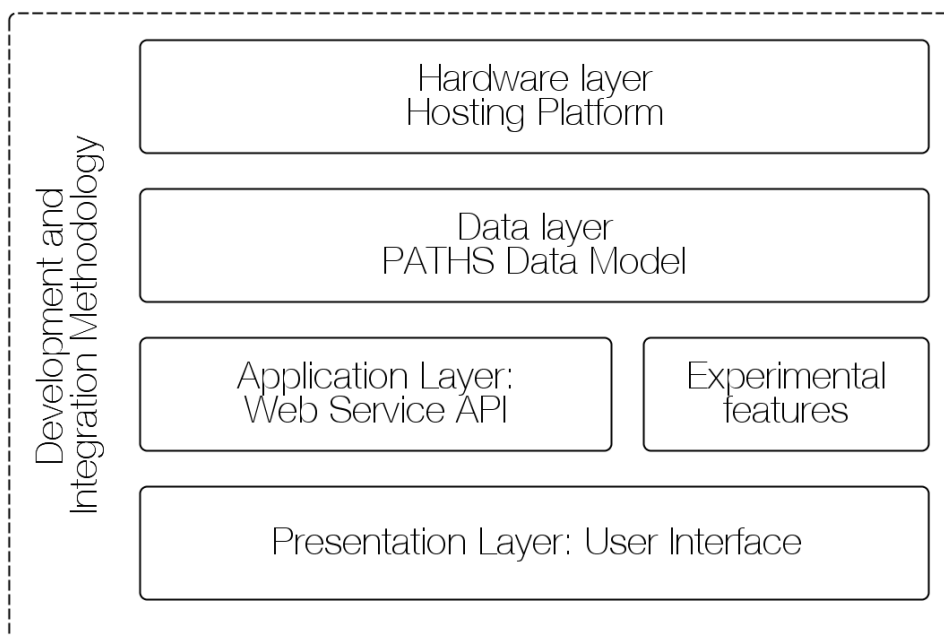 Development and
Integration Methodology
Hardware layer
Hosting Platform
Data layer
PATHS Data Model
Application Layer:
Web Service API
Experimental
features
Presentation Layer: User Interface